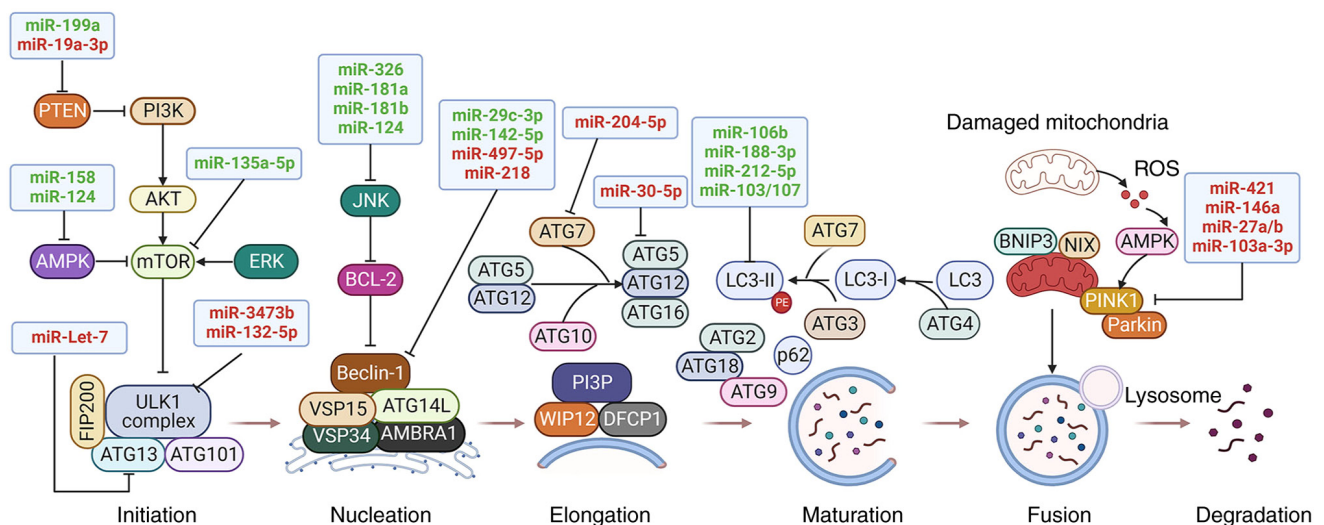 miR-199a
miR-19a-3p
PTEN
PI3K
miR-158
miR-124
miR-135a-5p
AKT
AMPK
mTOR
ERK
miR-Let-7
miR-3473b
miR-132-5p
FIP200
ULK1
complex
ATG13
ATG101
Initiation
miR-326
miR-181a
miR-181b
miR-124
JNK
BCL-2
miR-29c-3p
miR-142-5p
miR-497-5p
miR-218
Beclin-1
VSP15
ATG14L
VSP34
AMBRA1
Nucleation
miR-204-5p
miR-30-5p
ATG7
ATG5
ATG12
ATG10
ATG5
ATG12
ATG16
PI3P
WIP12
DFCP1
Elongation
miR-106b
miR-188-3p
miR-212-5p
miR-103/107
ATG7
LC3-II
PE
LC3-I
LC3
ATG3
ATG4
ATG2
ATG18
ATG9
p62
Maturation
Damaged mitochondria
ROS
miR-421
miR-146a
miR-27a/b
miR-103a-3p
BNIP3
NIX
AMPK
PINK1
Parkin
Lysosome
Fusion
Degradation